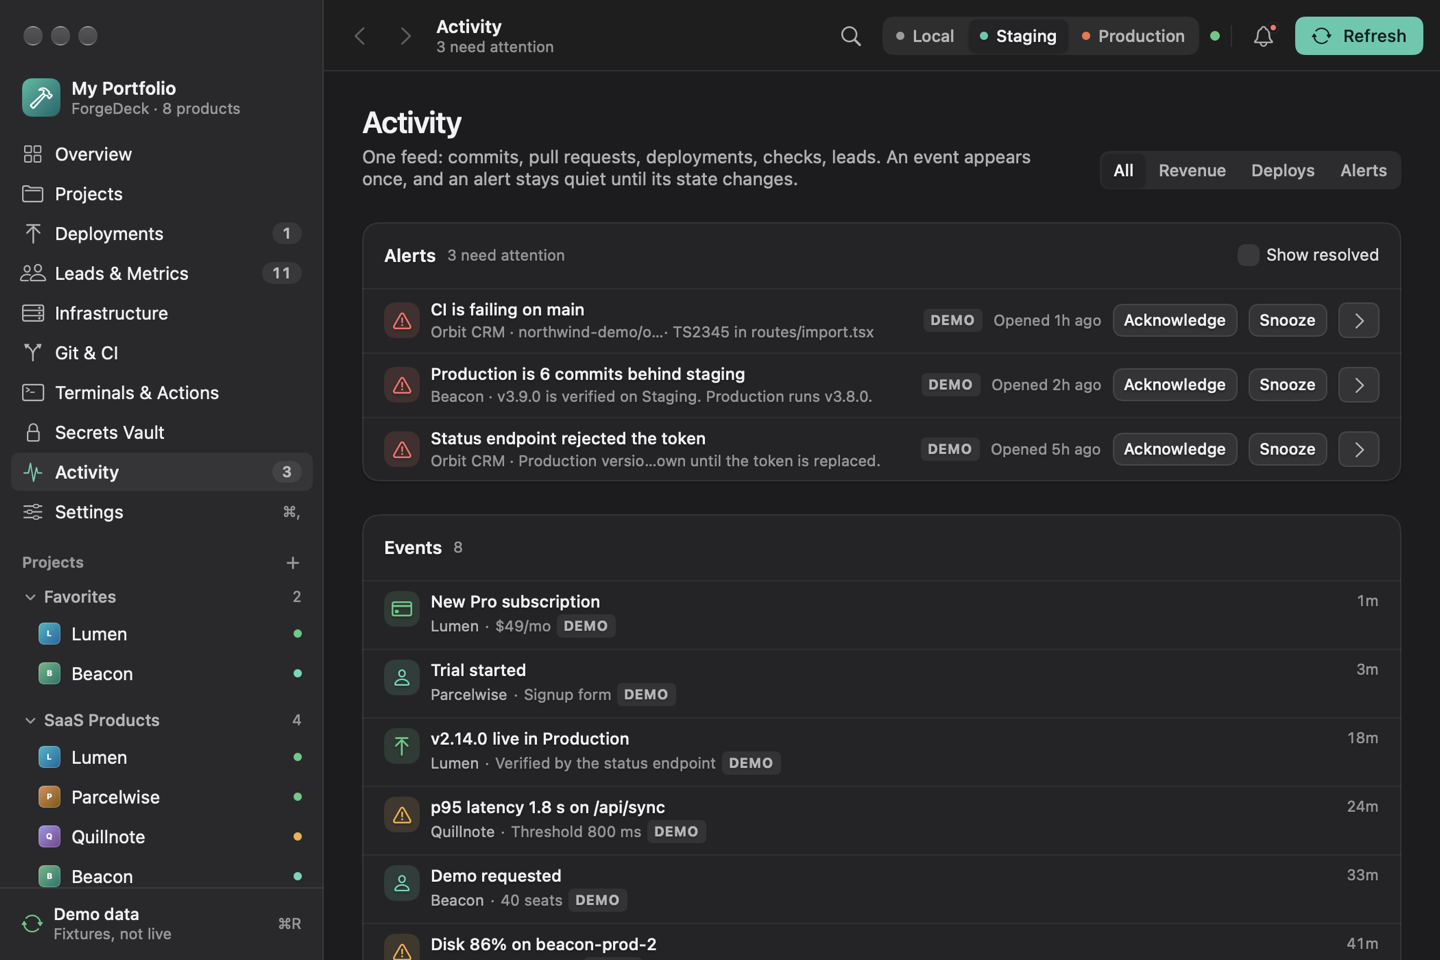 My Portfolio
ForgeDeck · 8 products
Overview
Projects
Deployments 1
Leads & Metrics 11
Infrastructure
Git & CI
Terminals & Actions
Secrets Vault
Activity 3
Settings ⌘,
Projects +
Favorites 2
L Lumen
B Beacon
SaaS Products 4
L Lumen
P Parcelwise
Q Quillnote
B Beacon
Demo data
Fixtures, not live
⌘R
Activity
3 need attention
Local Staging Production
Refresh
Activity
One feed: commits, pull requests, deployments, checks, leads. An event appears
once, and an alert stays quiet until its state changes.
All Revenue Deploys Alerts
Alerts 3 need attention
Show resolved
CI is failing on main
Orbit CRM · northwind-demo/o…· TS2345 in routes/import.tsx
DEMO Opened 1h ago Acknowledge Snooze
Production is 6 commits behind staging
Beacon · v3.9.0 is verified on Staging. Production runs v3.8.0.
DEMO Opened 2h ago Acknowledge Snooze
Status endpoint rejected the token
Orbit CRM · Production versio…own until the token is replaced.
DEMO Opened 5h ago Acknowledge Snooze
Events 8
New Pro subscription 1m
Lumen · $49/mo DEMO
Trial started 3m
Parcelwise · Signup form DEMO
v2.14.0 live in Production 18m
Lumen · Verified by the status endpoint DEMO
p95 latency 1.8 s on /api/sync 24m
Quillnote · Threshold 800 ms DEMO
Demo requested 33m
Beacon · 40 seats DEMO
Disk 86% on beacon-prod-2 41m